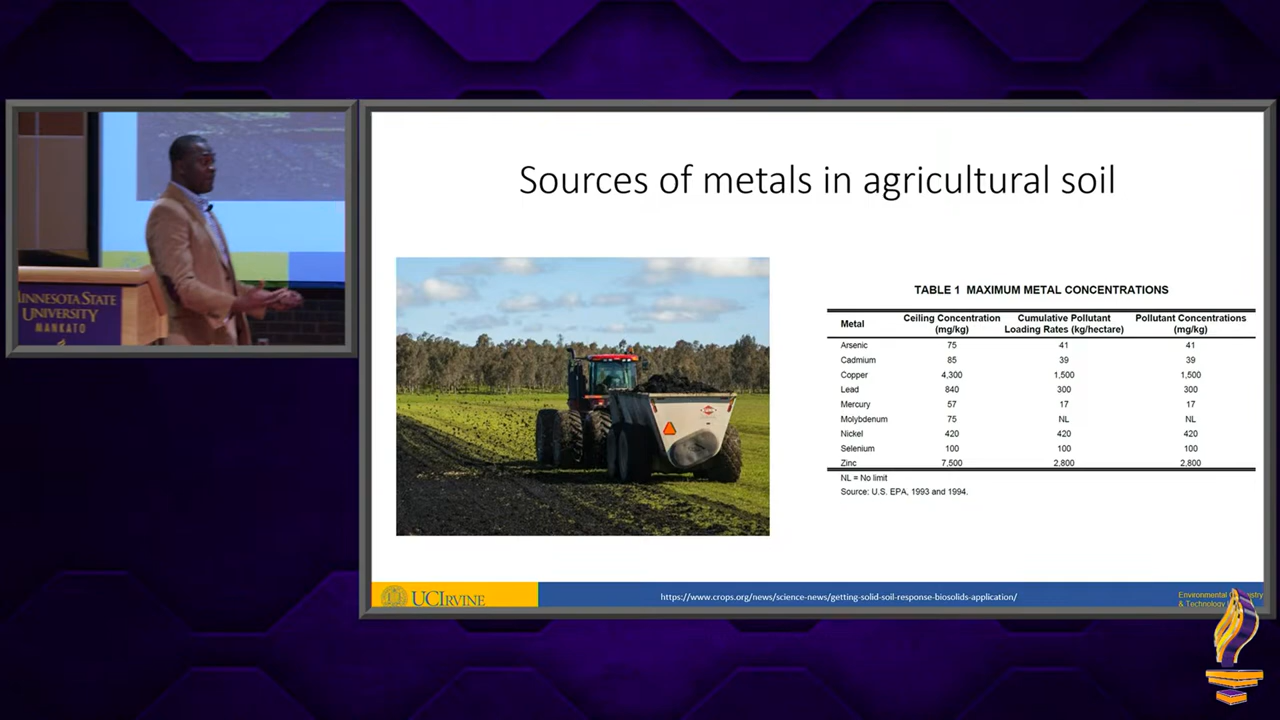 INNESOTA STATE
UNIVERSITY
MANKATO
Sources of metals in agricultural soil
TABLE 1 MAXIMUM METAL CONCENTRATIONS
Metal Ceiling Concentration (mg/kg) Cumulative Pollutant Loading Rates (kg/hectare) Pollutant Concentrations (mg/kg)
Arsenic 75 41 41
Cadmium 85 39 39
Copper 4,300 1,500 1,500
Lead 840 300 300
Mercury 57 17 17
Molybdenum 75 NL NL
Nickel 420 420 420
Selenium 100 100 100
Zinc 7,500 2,800 2,800
NL = No limit
Source: U.S. EPA, 1993 and 1994.
UCIRVINE
https://www.crops.org/news/science-news/getting-solid-soil-response-biosolids-application/
Environmental
& Technology